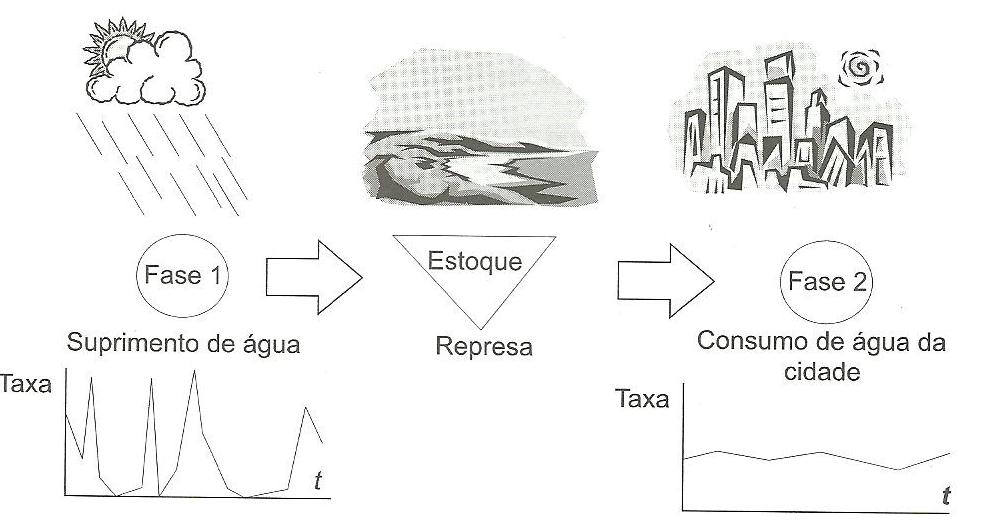 Fase 1
Estoque
Fase 2
Suprimento de água
Represa
Consumo de água da
cidade
Taxa
t
Taxa
t